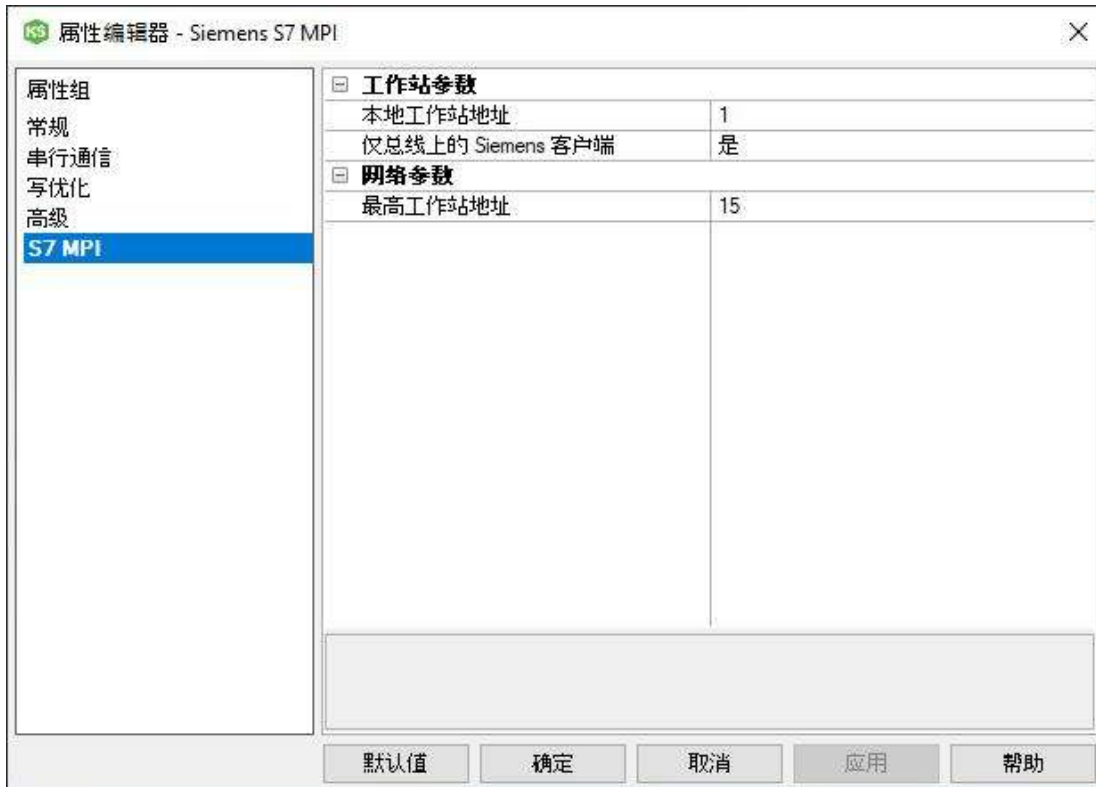 KS 属性编辑器 - Siemens S7 MPI
属性组
常规
串行通信
写优化
高级
S7 MPI
工作站参数
本地工作站地址 1
仅总线上的 Siemens 客户端 是
网络参数
最高工作站地址 15
默认值 确定 取消 应用 帮助